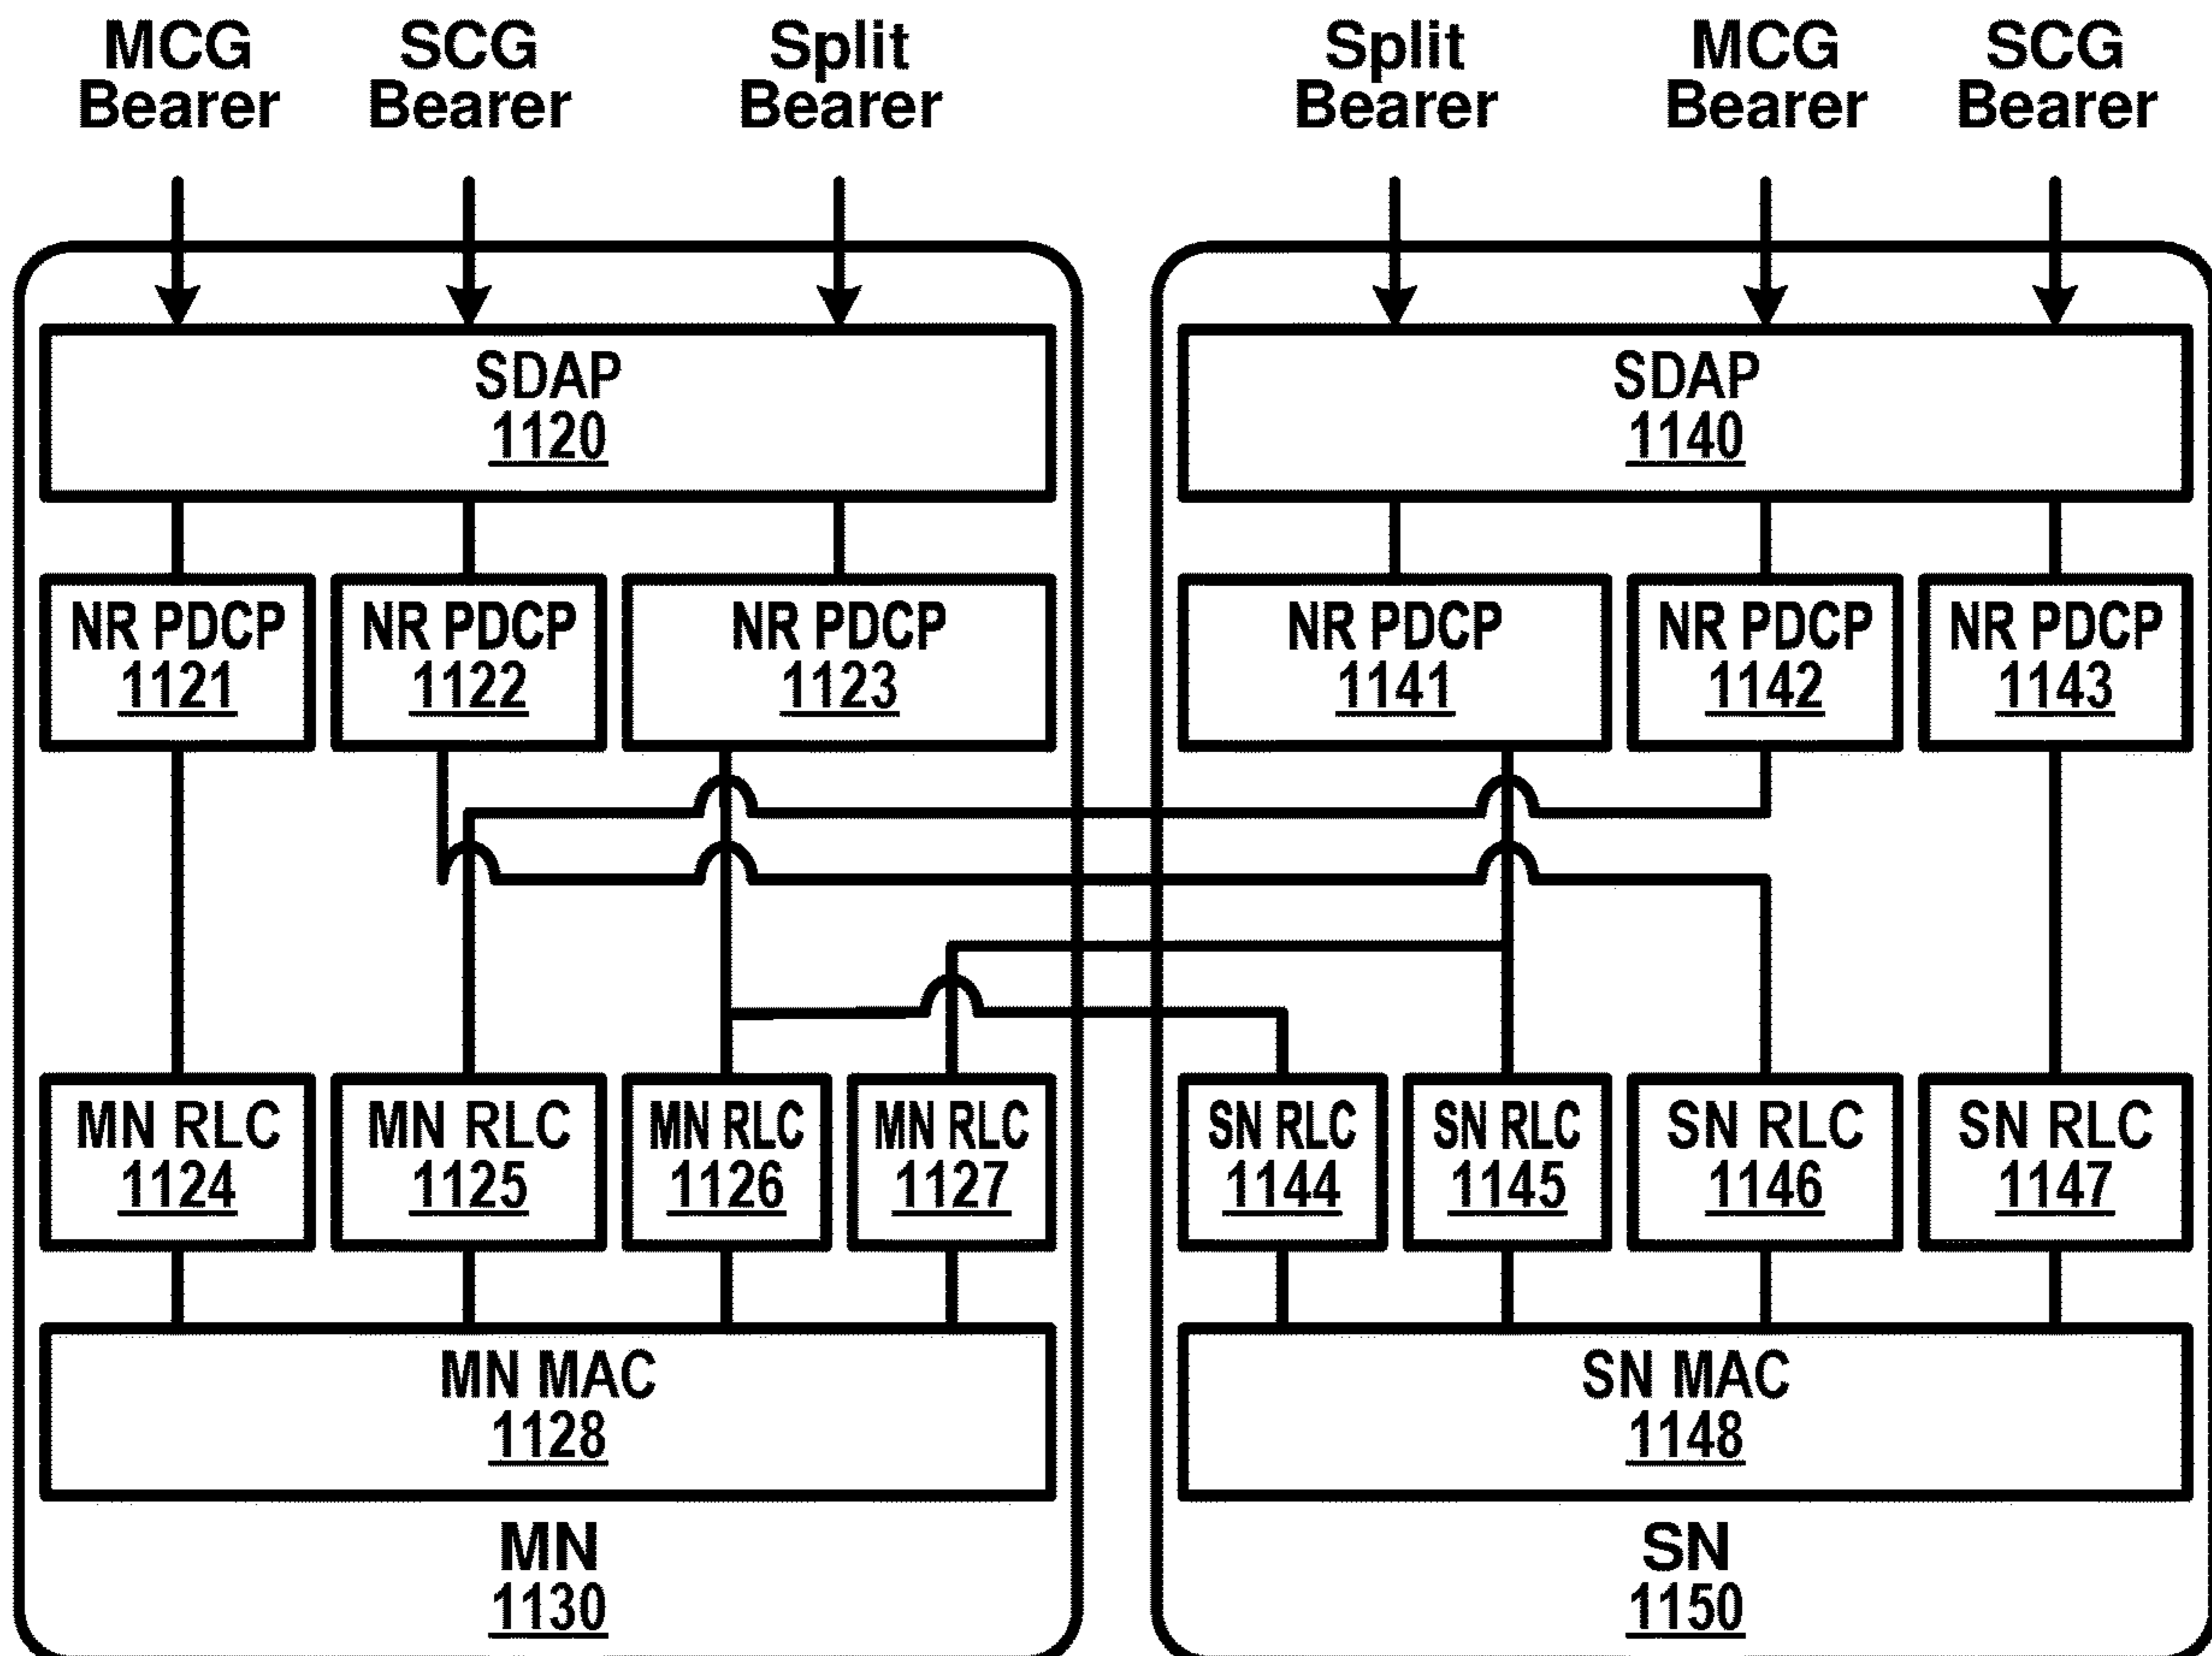 MCG
Bearer
SCG
Bearer
Split
Bearer
Split
Bearer
MCG
Bearer
SCG
Bearer
SDAP
1120
SDAP
1140
NR PDCP
1121
NR PDCP
1122
NR PDCP
1123
NR PDCP
1141
NR PDCP
1142
NR PDCP
1143
MN RLC
1124
MN RLC
1125
MN RLC
1126
MN RLC
1127
SN RLC
1144
SN RLC
1145
SN RLC
1146
SN RLC
1147
MN MAC
1128
SN MAC
1148
MN
1130
SN
1150